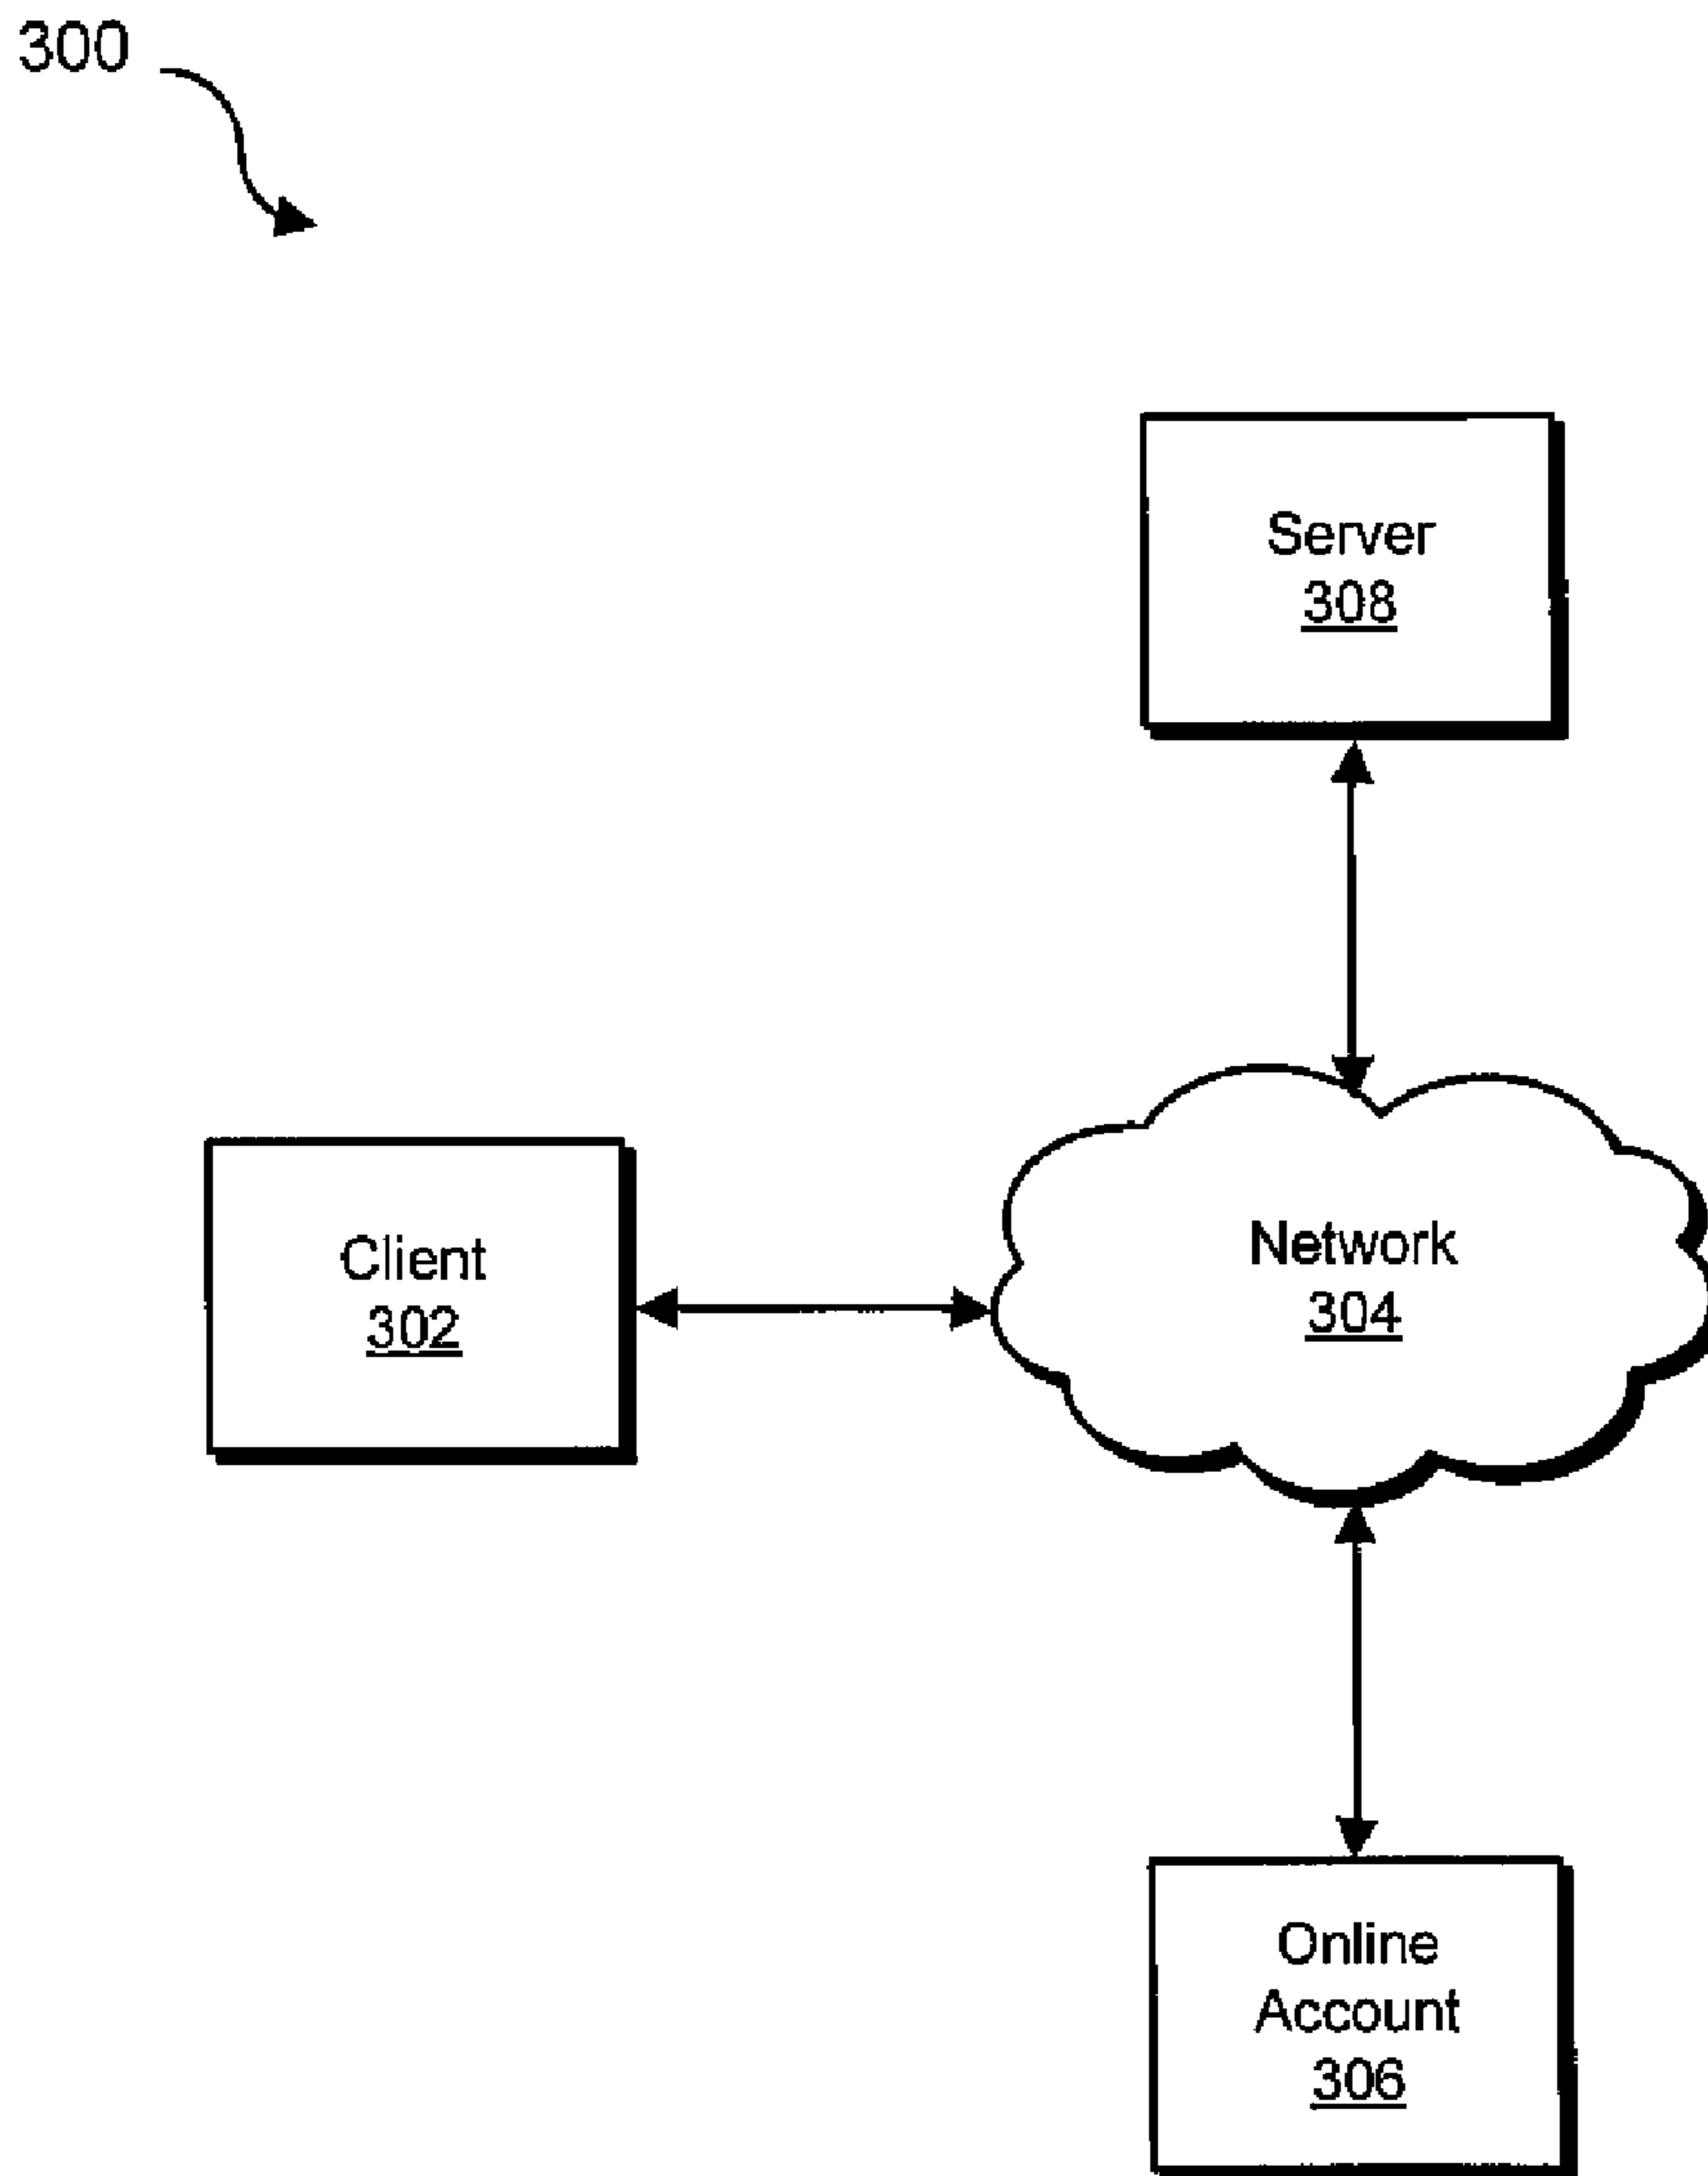 300
Server
308
Network
304
Client
302
Online
Account
306